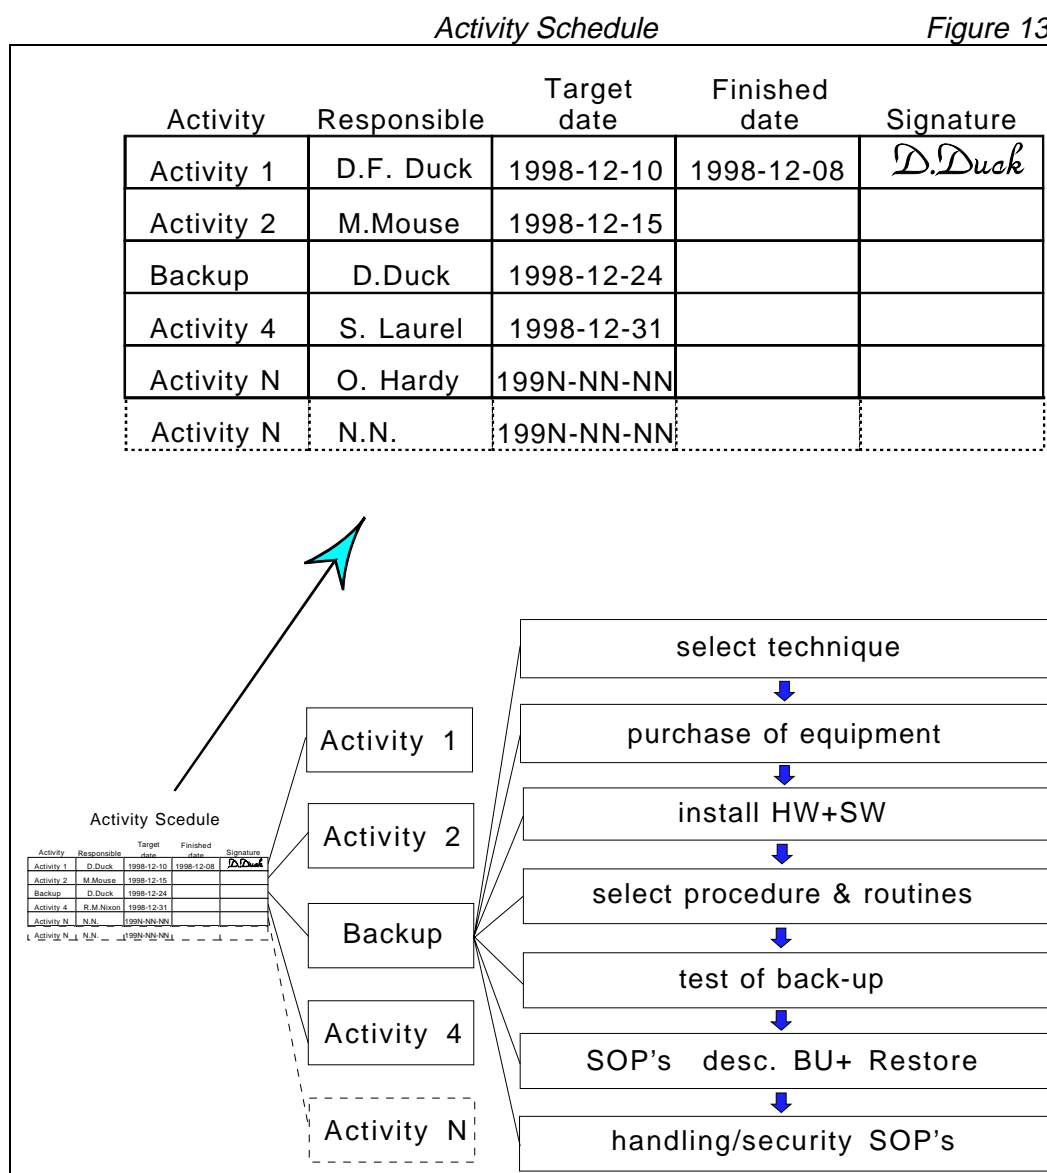 Activity Schedule Figure 13
Target Finished
Activity Responsible date date Signature
Activity 1 D.F. Duck 1998-12-10 1998-12-08 D.Duck
Activity 2 M.Mouse 1998-12-15
Backup D.Duck 1998-12-24
Activity 4 S. Laurel 1998-12-31
Activity N O. Hardy 199N-NN-NN
Activity N N.N. 199N-NN-NN
select technique
purchase of equipment
install HW+SW
select procedure & routines
test of back-up
SOP's desc. BU+ Restore
handling/security SOP's
Activity 1
Activity 2
Backup
Activity 4
Activity N
Activity Scedule
Target Finished
Activity Responsible date date Signature
Activity 1 D.Duck 1998-12-10 1998-12-08 D.Duck
Activity 2 M.Mouse 1998-12-15
Backup D.Duck 1998-12-24
Activity 4 R.M.Nixon 1998-12-31
Activity N N.N. 199N-NN-NN
Activity N N.N. 199N-NN-NN